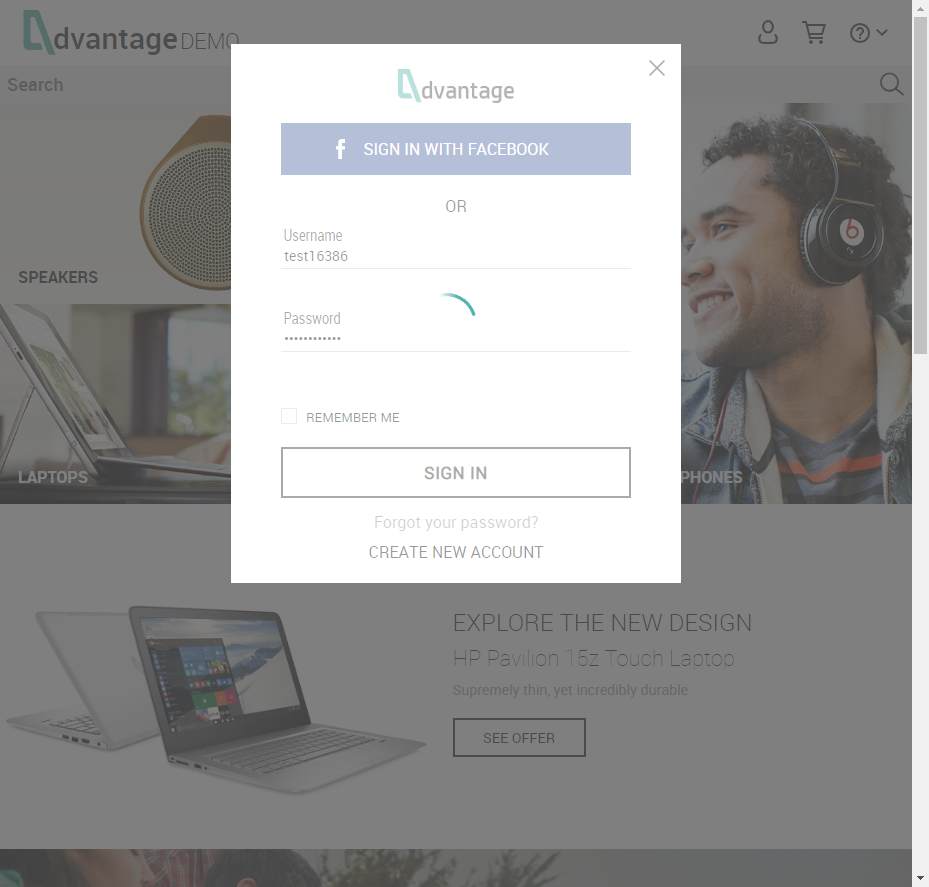 dvantage DEMO
Search
dvantage
SIGN IN WITH FACEBOOK
OR
Username
test16386
SPEAKERS
Password
••••••••••••
REMEMBER ME
SIGN IN
LAPTOPS
PHONES
Forgot your password?
CREATE NEW ACCOUNT
EXPLORE THE NEW DESIGN
HP Pavilion 15z Touch Laptop
Supremely thin, yet incredibly durable
SEE OFFER